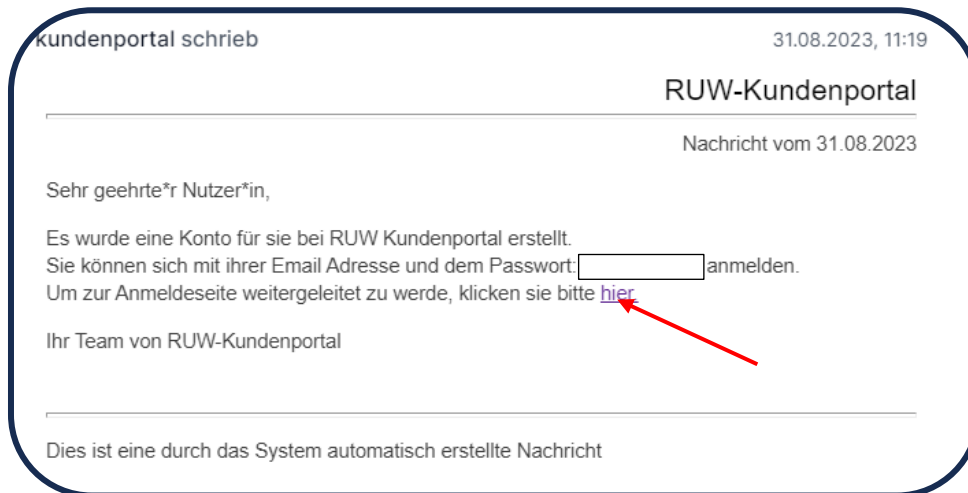 kundenportal schrieb 31.08.2023, 11:19
RUW-Kundenportal
Nachricht vom 31.08.2023
Sehr geehrte*r Nutzer*in,
Es wurde eine Konto für sie bei RUW Kundenportal erstellt.
Sie können sich mit ihrer Email Adresse und dem Passwort: anmelden.
Um zur Anmeldeseite weitergeleitet zu werde, klicken sie bitte hier.
Ihr Team von RUW-Kundenportal
Dies ist eine durch das System automatisch erstellte Nachricht